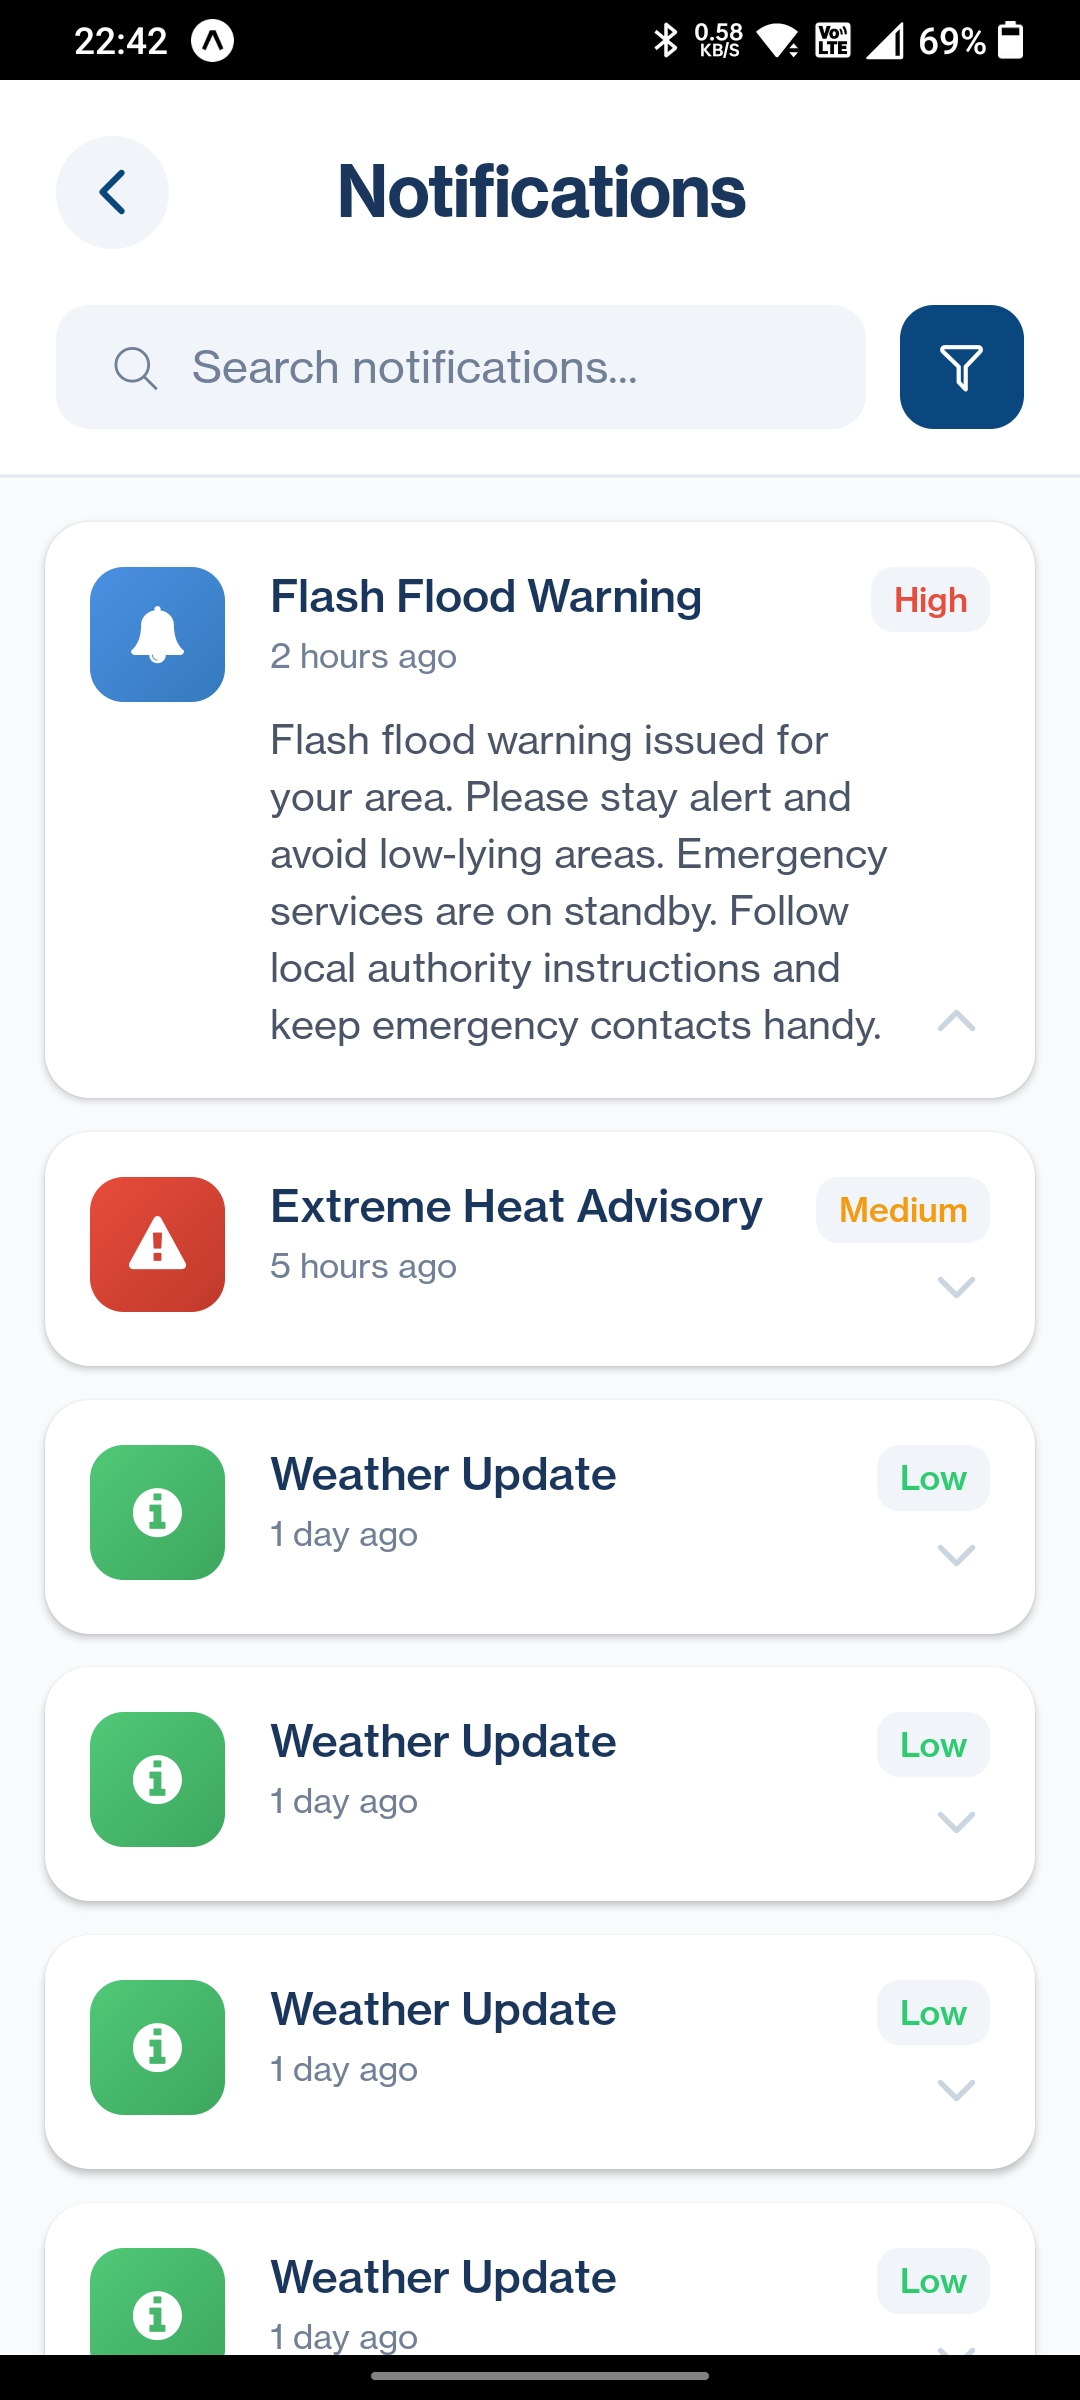 22:42
0.58
KB/S
Vo
LTE
69%
Notifications
Search notifications...
Flash Flood Warning
High
2 hours ago
Flash flood warning issued for
your area. Please stay alert and
avoid low-lying areas. Emergency
services are on standby. Follow
local authority instructions and
keep emergency contacts handy.
Extreme Heat Advisory
Medium
5 hours ago
Weather Update
Low
1 day ago
Weather Update
Low
1 day ago
Weather Update
Low
1 day ago
Weather Update
Low
1 day ago